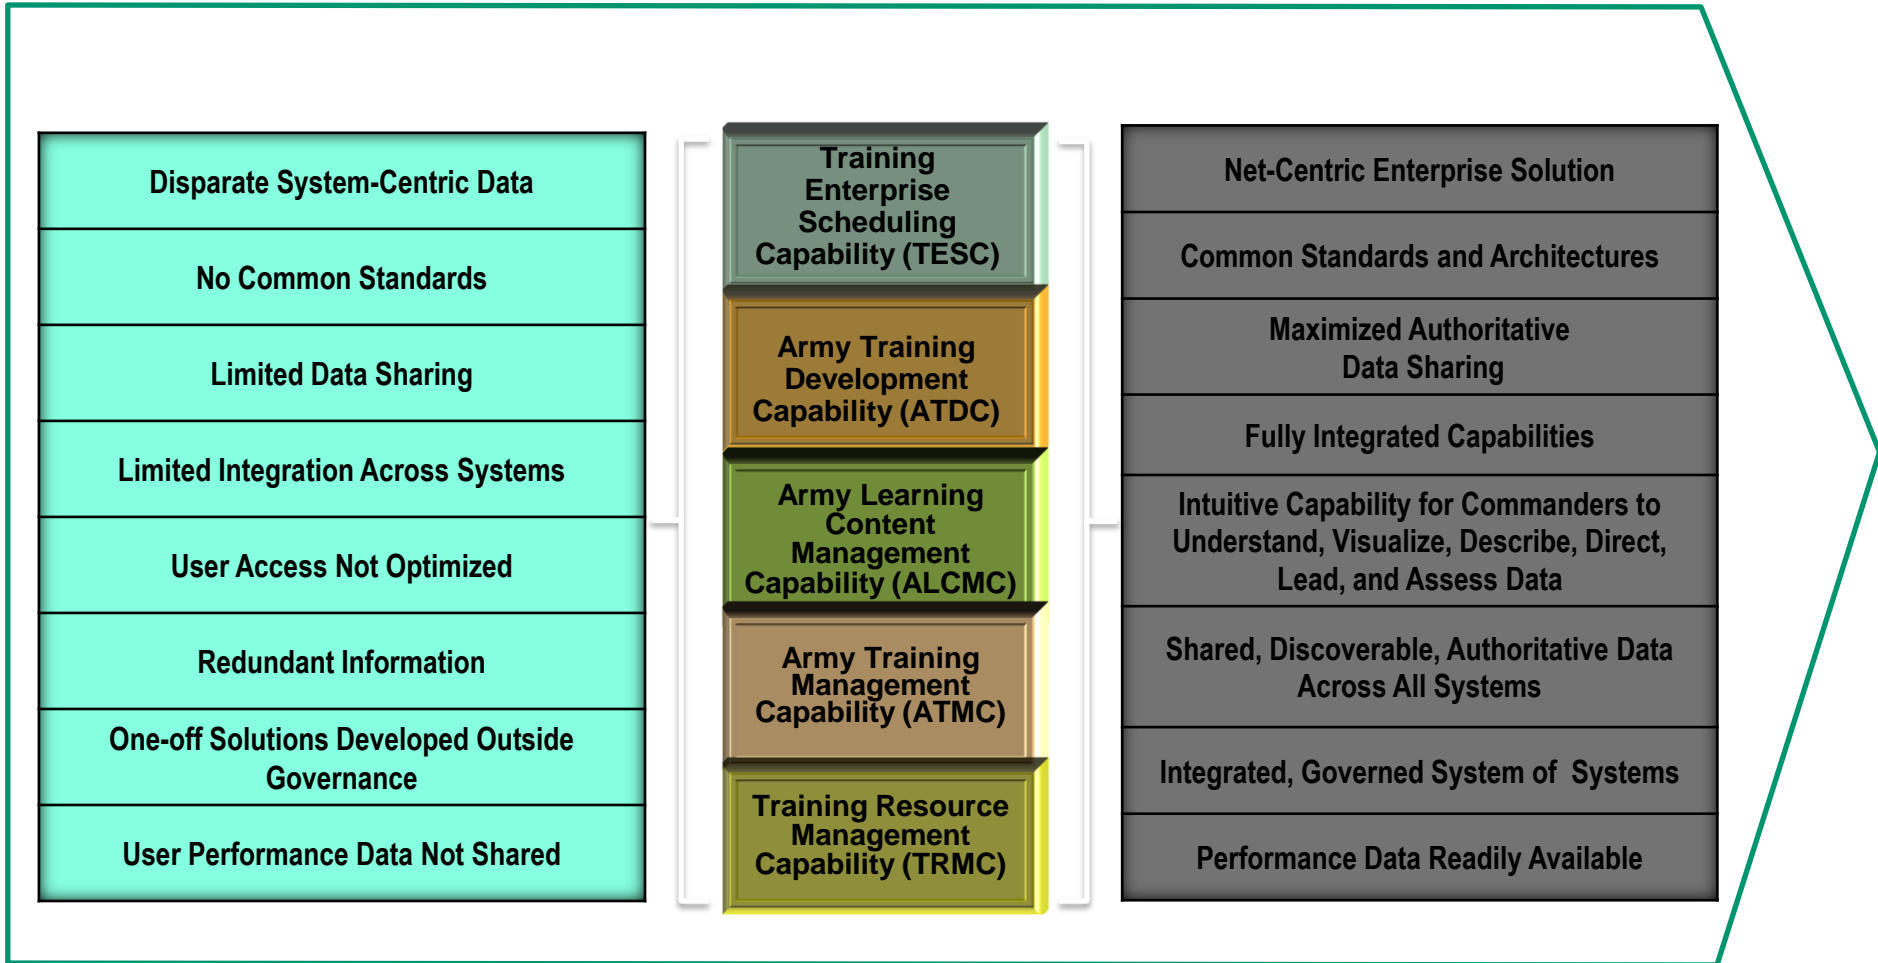 Disparate System-Centric Data
No Common Standards
Limited Data Sharing
Limited Integration Across Systems
User Access Not Optimized
Redundant Information
One-off Solutions Developed Outside
Governance
User Performance Data Not Shared
Training
Enterprise
Scheduling
Capability (TESC)
Army Training
Development
Capability (ATDC)
Army Learning
Content
Management
Capability (ALCMC)
Army Training
Management
Capability (ATMC)
Training Resource
Management
Capability (TRMC)
Net-Centric Enterprise Solution
Common Standards and Architectures
Maximized Authoritative
Data Sharing
Fully Integrated Capabilities
Intuitive Capability for Commanders to
Understand, Visualize, Describe, Direct,
Lead, and Assess Data
Shared, Discoverable, Authoritative Data
Across All Systems
Integrated, Governed System of Systems
Performance Data Readily Available